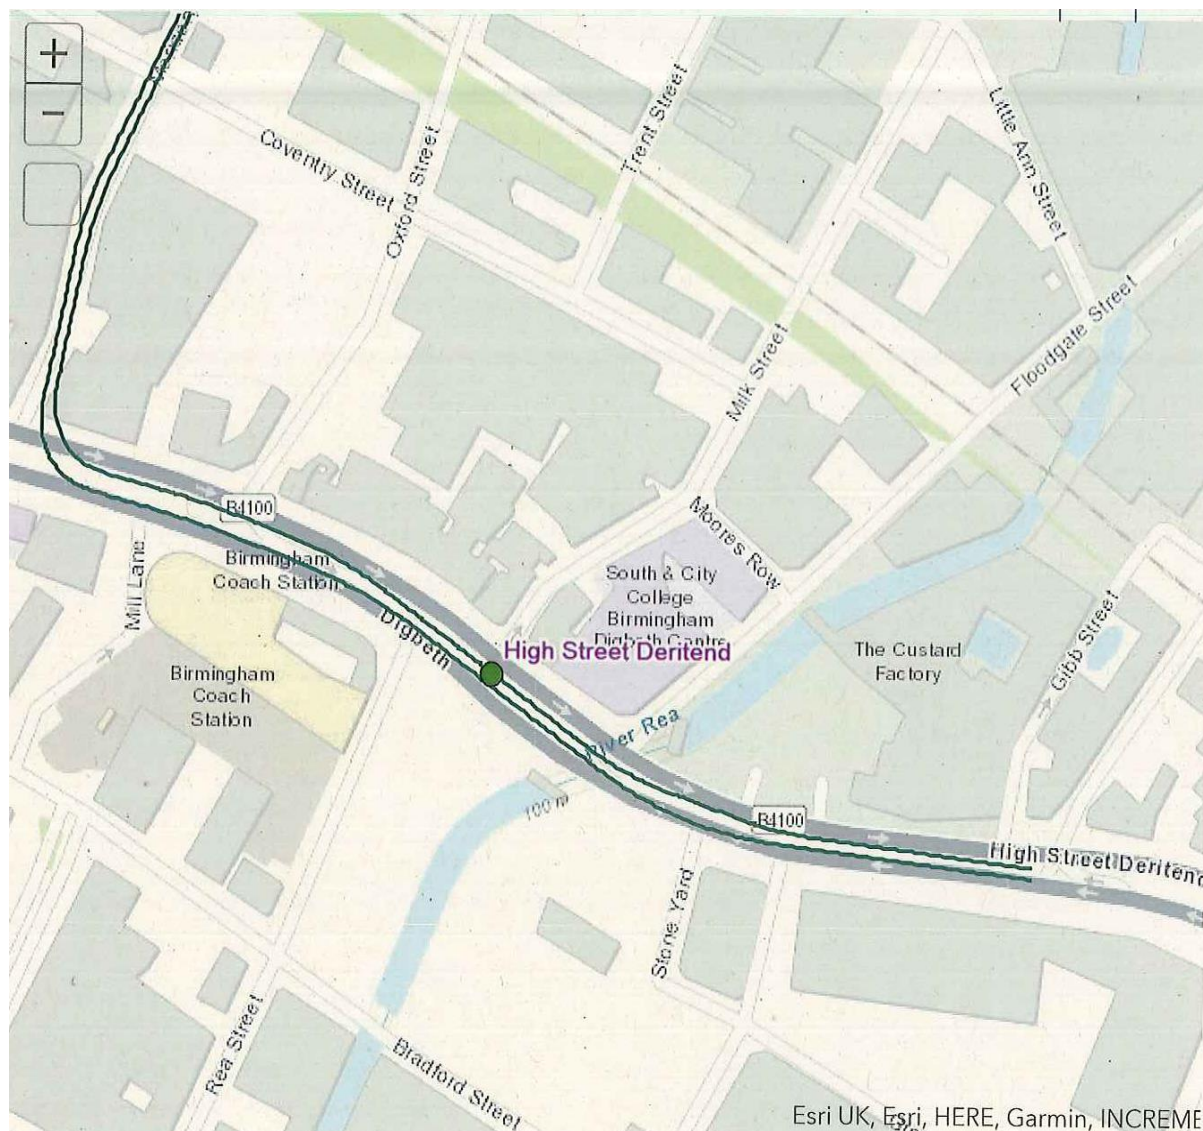 +
−
Coventry Street
Oxford Street
Trent Street
Little Ann Street
Floodgate Street
Milk Street
Moores Row
B4100
Birmingham
Coach Station
Mill Lane
Digbeth
South & City
College
Birmingham
Digbeth Centre
High Street Deritend
Birmingham
Coach
Station
The Custard
Factory
Gibb Street
River Rea
100 m
B4100
High Street Deritend
Stone Yard
Rea Street
Bradford Street
Esri UK, Esri, HERE, Garmin, INCREME